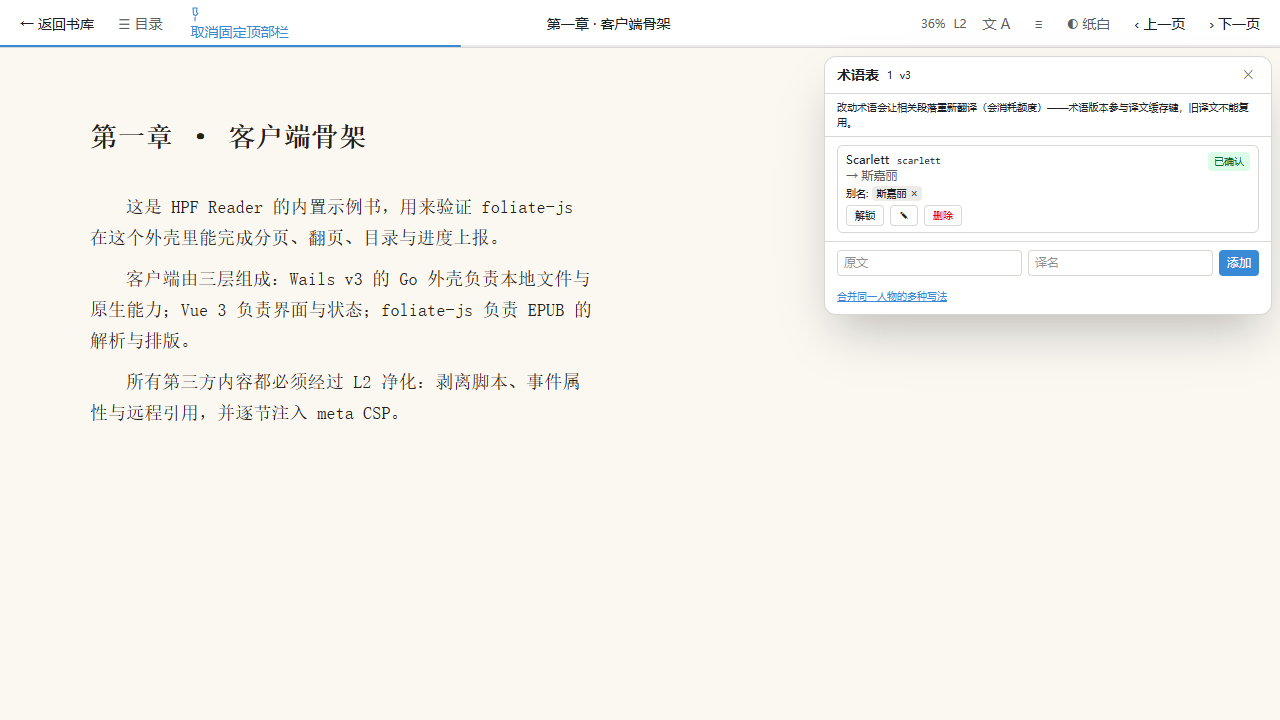 ← 返回书库
☰ 目录
取消固定顶部栏
第一章 · 客户端骨架
36% L2 文 A ≡ ◐ 纸白 ‹ 上一页 › 下一页
术语表 1 v3 ×
改动术语会让相关段落重新翻译（会消耗额度）——术语版本参与译文缓存键，旧译文不能复
用。
Scarlett scarlett 已确认
→ 斯嘉丽
别名: 斯嘉丽 ×
解锁 删除
原文 译名 添加
合并同一人物的多种写法
第一章 • 客户端骨架
这是 HPF Reader 的内置示例书，用来验证 foliate-js
在这个外壳里能完成分页、翻页、目录与进度上报。
客户端由三层组成：Wails v3 的 Go 外壳负责本地文件与
原生能力；Vue 3 负责界面与状态；foliate-js 负责 EPUB 的
解析与排版。
所有第三方内容都必须经过 L2 净化：剥离脚本、事件属
性与远程引用，并逐节注入 meta CSP。